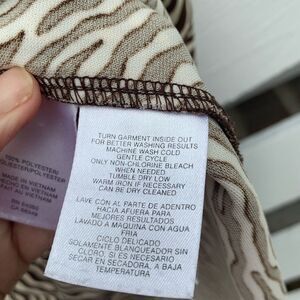 TURN GARMENT INSIDE OUT
FOR BETTER WASHING RESULTS
MACHINE WASH COLD
GENTLE CYCLE
ONLY NON-CHLORINE BLEACH
WHEN NEEDED
TUMBLE DRY LOW
WARM IRON IF NECESSARY
CAN BE DRY CLEANED
LAVE CON AL PARTE DE ADENTRO
HACIA AFUERA PARA
MEJORES RESULTADOS
LAVADO A MAQUINA CON AGUA
FRIA
CICLO DELICADO
SOLAMENTE BLANQUEADOR SIN
CLORO, SI ES NECESARIO
SECAR EN SECADORA, A BAJA
TEMPERATURA
100% POLYESTER/
POLIESTER/POLYESTER
MADE IN VIETNAM
EN VIETNAM
FAIT AU VIETNAM